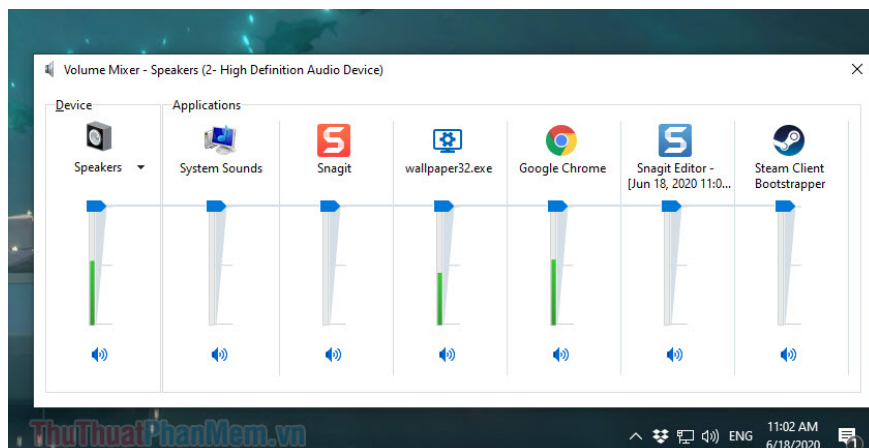 Volume Mixer - Speakers (2- High Definition Audio Device)
Device
Applications
Speakers
System Sounds
Snagit
wallpaper32.exe
Google Chrome
Snagit Editor -
[Jun 18, 2020 11:0...
Steam Client
Bootstrapper
ThuThuatPhanMem.vn
ENG
11:02 AM
6/18/2020
1